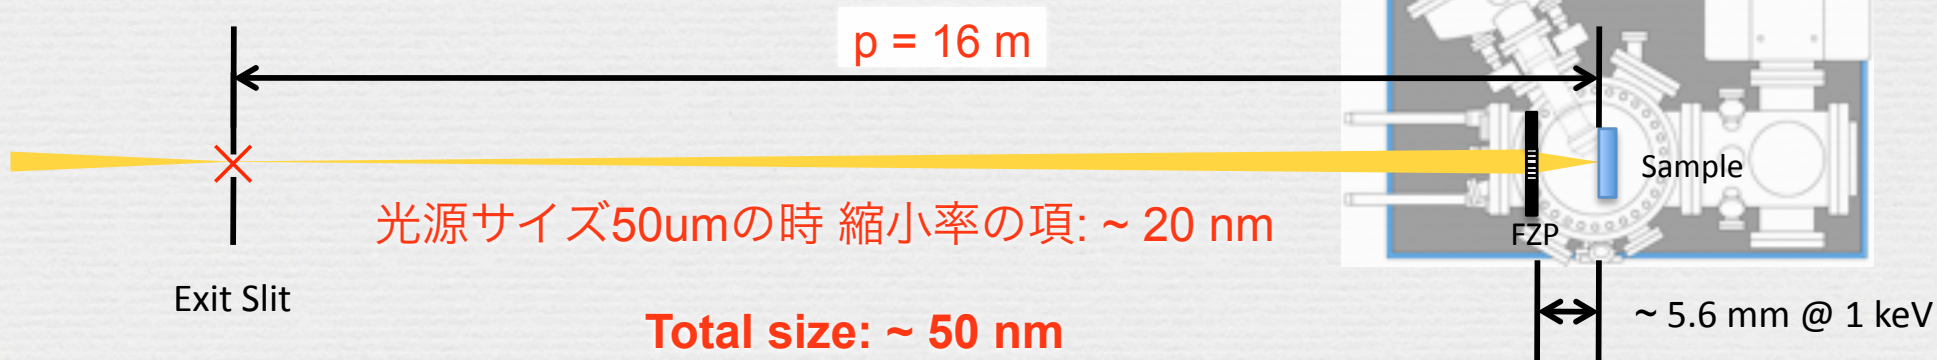 p = 16 m
Sample
光源サイズ50umの時 縮小率の項: ~ 20 nm
FZP
Exit Slit
Total size: ~ 50 nm
~ 5.6 mm @ 1 keV